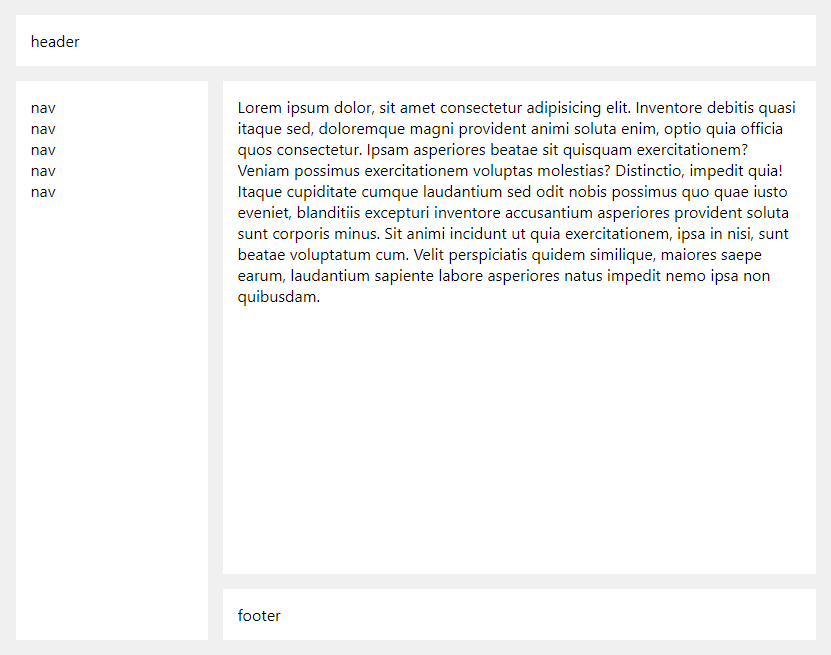 header
nav
nav
nav
nav
nav
Lorem ipsum dolor, sit amet consectetur adipisicing elit. Inventore debitis quasi
itaque sed, doloremque magni provident animi soluta enim, optio quia officia
quos consectetur. Ipsam asperiores beatae sit quisquam exercitationem?
Veniam possimus exercitationem voluptas molestias? Distinctio, impedit quia!
Itaque cupiditate cumque laudantium sed odit nobis possimus quo quae iusto
eveniet, blanditiis excepturi inventore accusantium asperiores provident soluta
sunt corporis minus. Sit animi incidunt ut quia exercitationem, ipsa in nisi, sunt
beatae voluptatum cum. Velit perspiciatis quidem similique, maiores saepe
earum, laudantium sapiente labore asperiores natus impedit nemo ipsa non
quibusdam.
footer